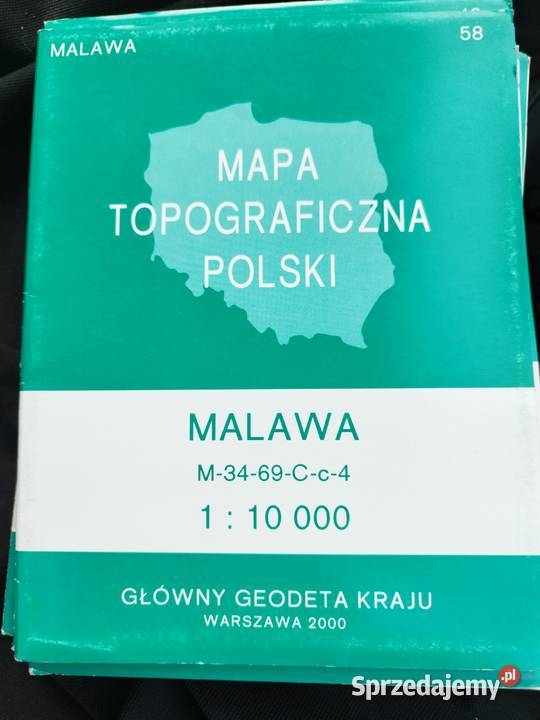 MALAWA
58
MAPA
TOPOGRAFICZNA
POLSKI
MALAWA
M-34-69-C-c-4
1 : 10 000
GŁÓWNY GEODETA KRAJU
WARSZAWA 2000
Sprzedajemy.pl